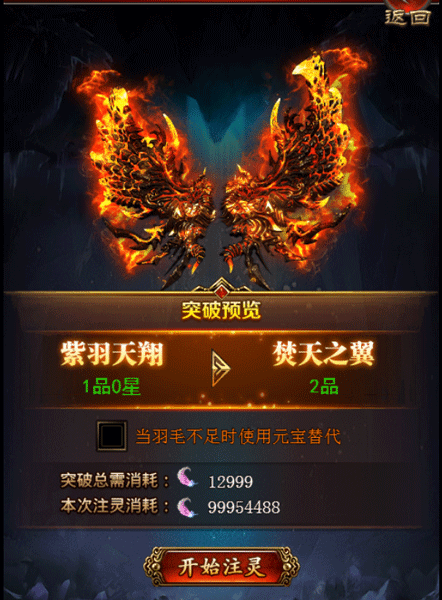 返回
突破预览
紫羽天翔 焚天之翼
1品0星 2品
当羽毛不足时使用元宝替代
突破总需消耗： 12999
本次注灵消耗： 99954488
开始注灵